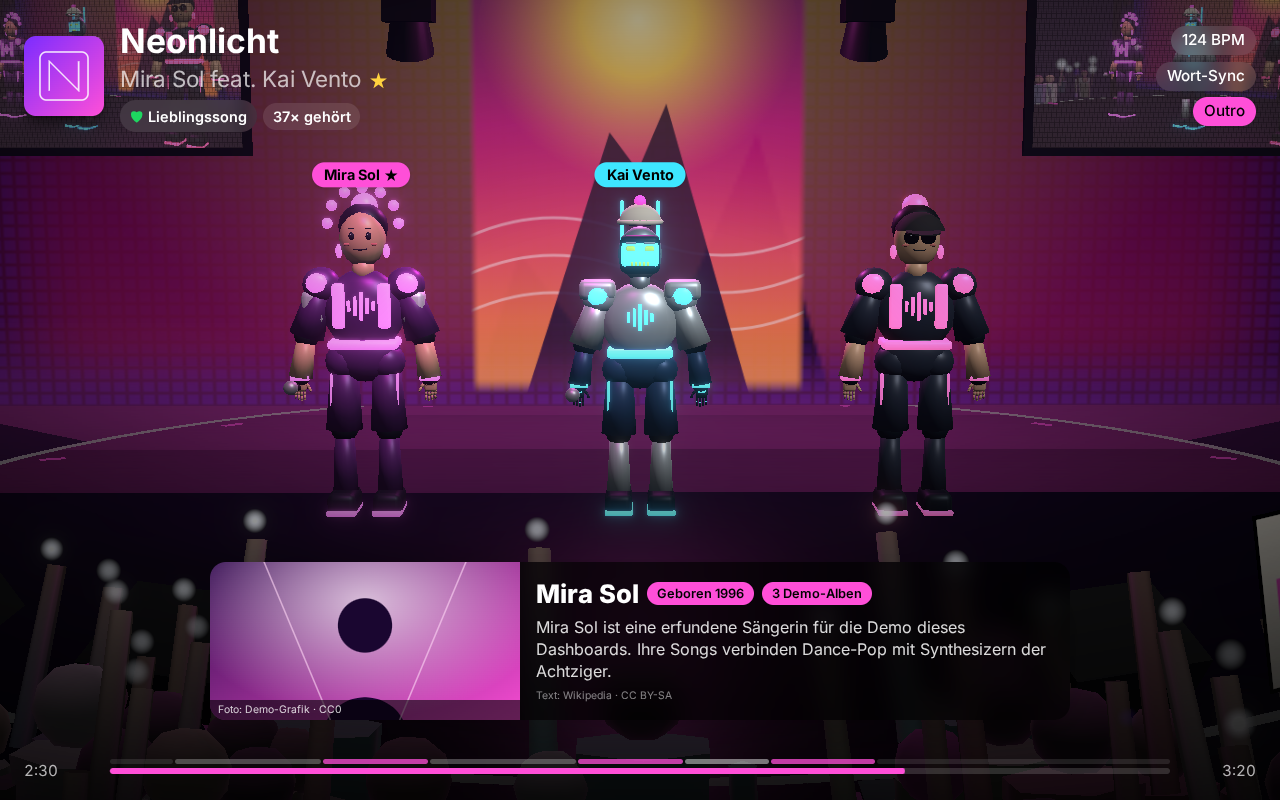 Neonlicht
Mira Sol feat. Kai Vento ★
Lieblingssong
37× gehört
124 BPM
Wort-Sync
Outro
Mira Sol ★
Kai Vento
Mira Sol
Geboren 1996
3 Demo-Alben
Mira Sol ist eine erfundene Sängerin für die Demo dieses
Dashboards. Ihre Songs verbinden Dance-Pop mit Synthesizern der
Achtziger.
Text: Wikipedia · CC BY-SA
Foto: Demo-Grafik · CC0
2:30
3:20